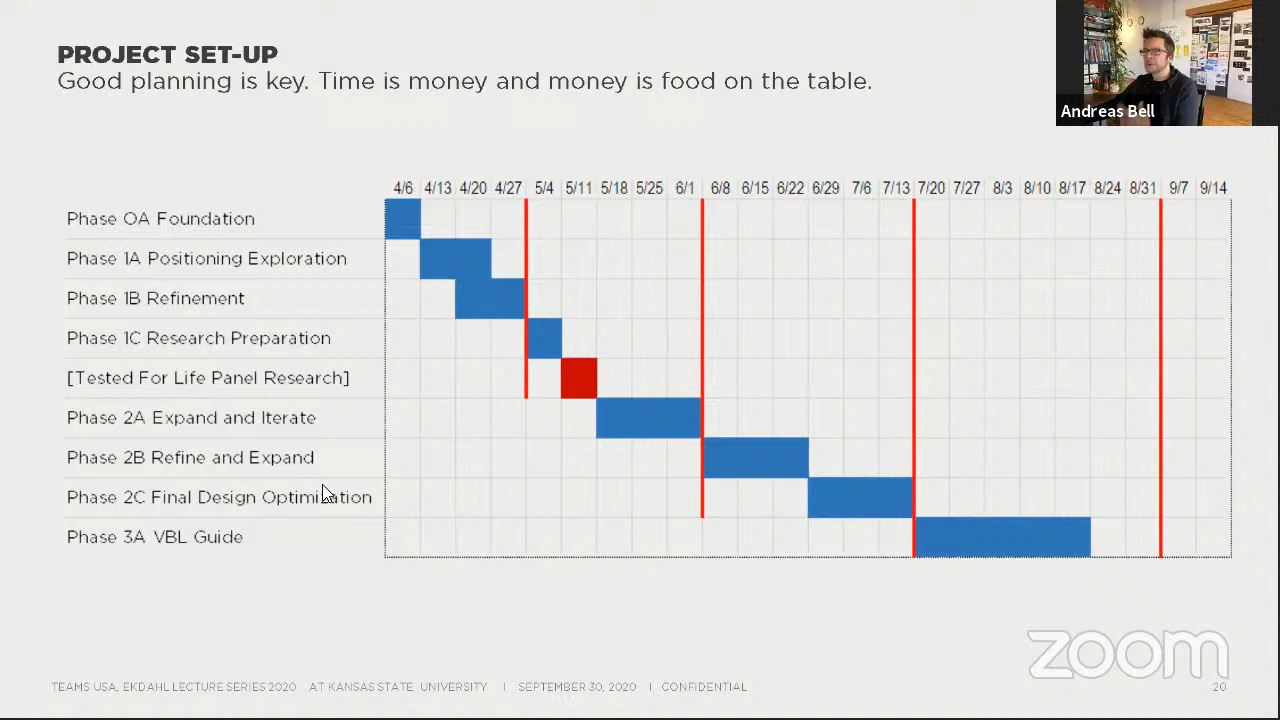 PROJECT SET-UP
Good planning is key. Time is money and money is food on the table.
Andreas Bell
4/6 4/13 4/20 4/27 5/4 5/11 5/18 5/25 6/1 6/8 6/15 6/22 6/29 7/6 7/13 7/20 7/27 8/3 8/10 8/17 8/24 8/31 9/7 9/14
Phase 0A Foundation
Phase 1A Positioning Exploration
Phase 1B Refinement
Phase 1C Research Preparation
[Tested For Life Panel Research]
Phase 2A Expand and Iterate
Phase 2B Refine and Expand
Phase 2C Final Design Optimization
Phase 3A VBL Guide
zoom
TEAMS USA, EKDAHL LECTURE SERIES 2020 AT KANSAS STATE UNIVERSITY | SEPTEMBER 30, 2020 | CONFIDENTIAL 20